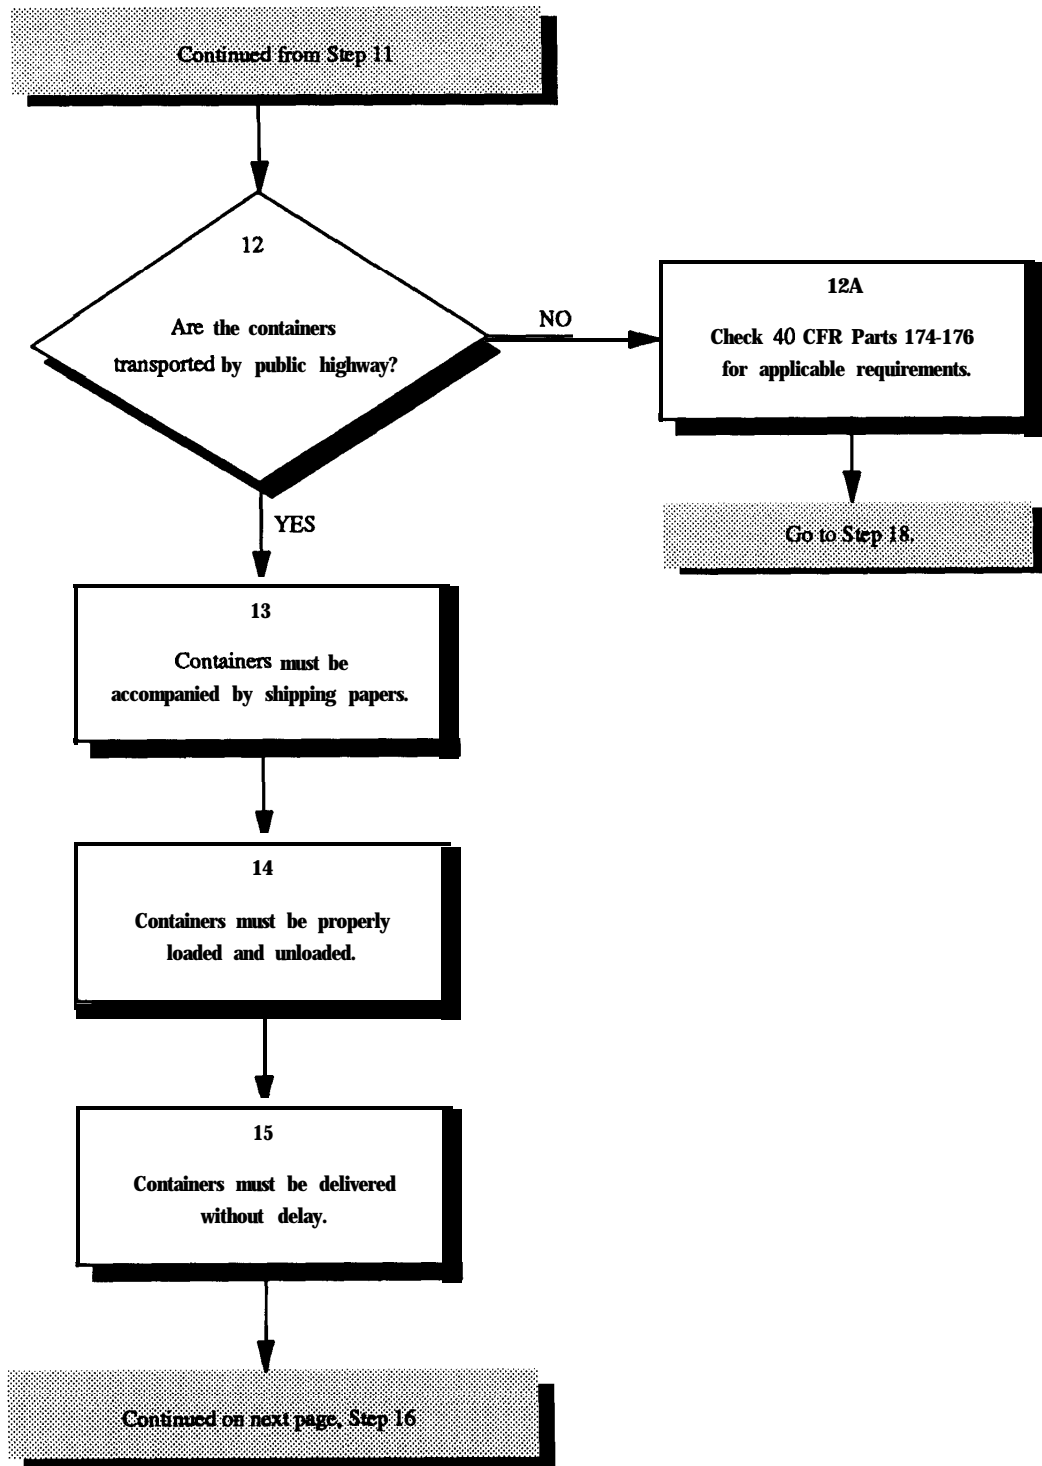 Continued from Step 11
12
Are the containers
transported by public highway?
NO
12A
Check 40 CFR Parts 174-176
for applicable requirements.
Go to Step 18.
YES
13
Containers must be
accompanied by shipping papers.
14
Containers must be properly
loaded and unloaded.
15
Containers must be delivered
without delay.
Continued on next page, Step 16